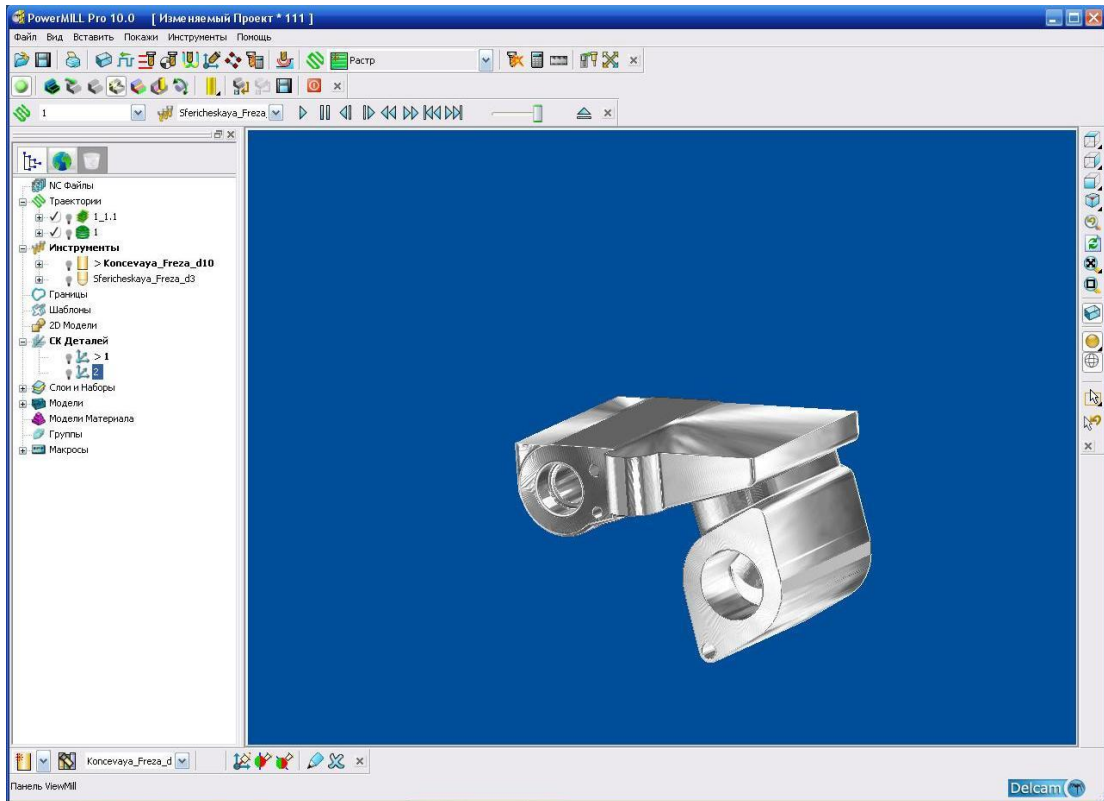 PowerMILL Pro 10.0 [ Изменяемый Проект * 111 ]
Файл Вид Вставить Покажи Инструменты Помощь
Растр
1 Sfericheskaya_Freza_
NC Файлы
Траектории
1_1.1
1
Инструменты
> Koncevaya_Freza_d10
Sfericheskaya_Freza_d3
Границы
Шаблоны
2D Модели
СК Деталей
> 1
2
Слои и Наборы
Модели
Модели Материала
Группы
Макросы
Koncevaya_Freza_d
Панель ViewMill
Delcam